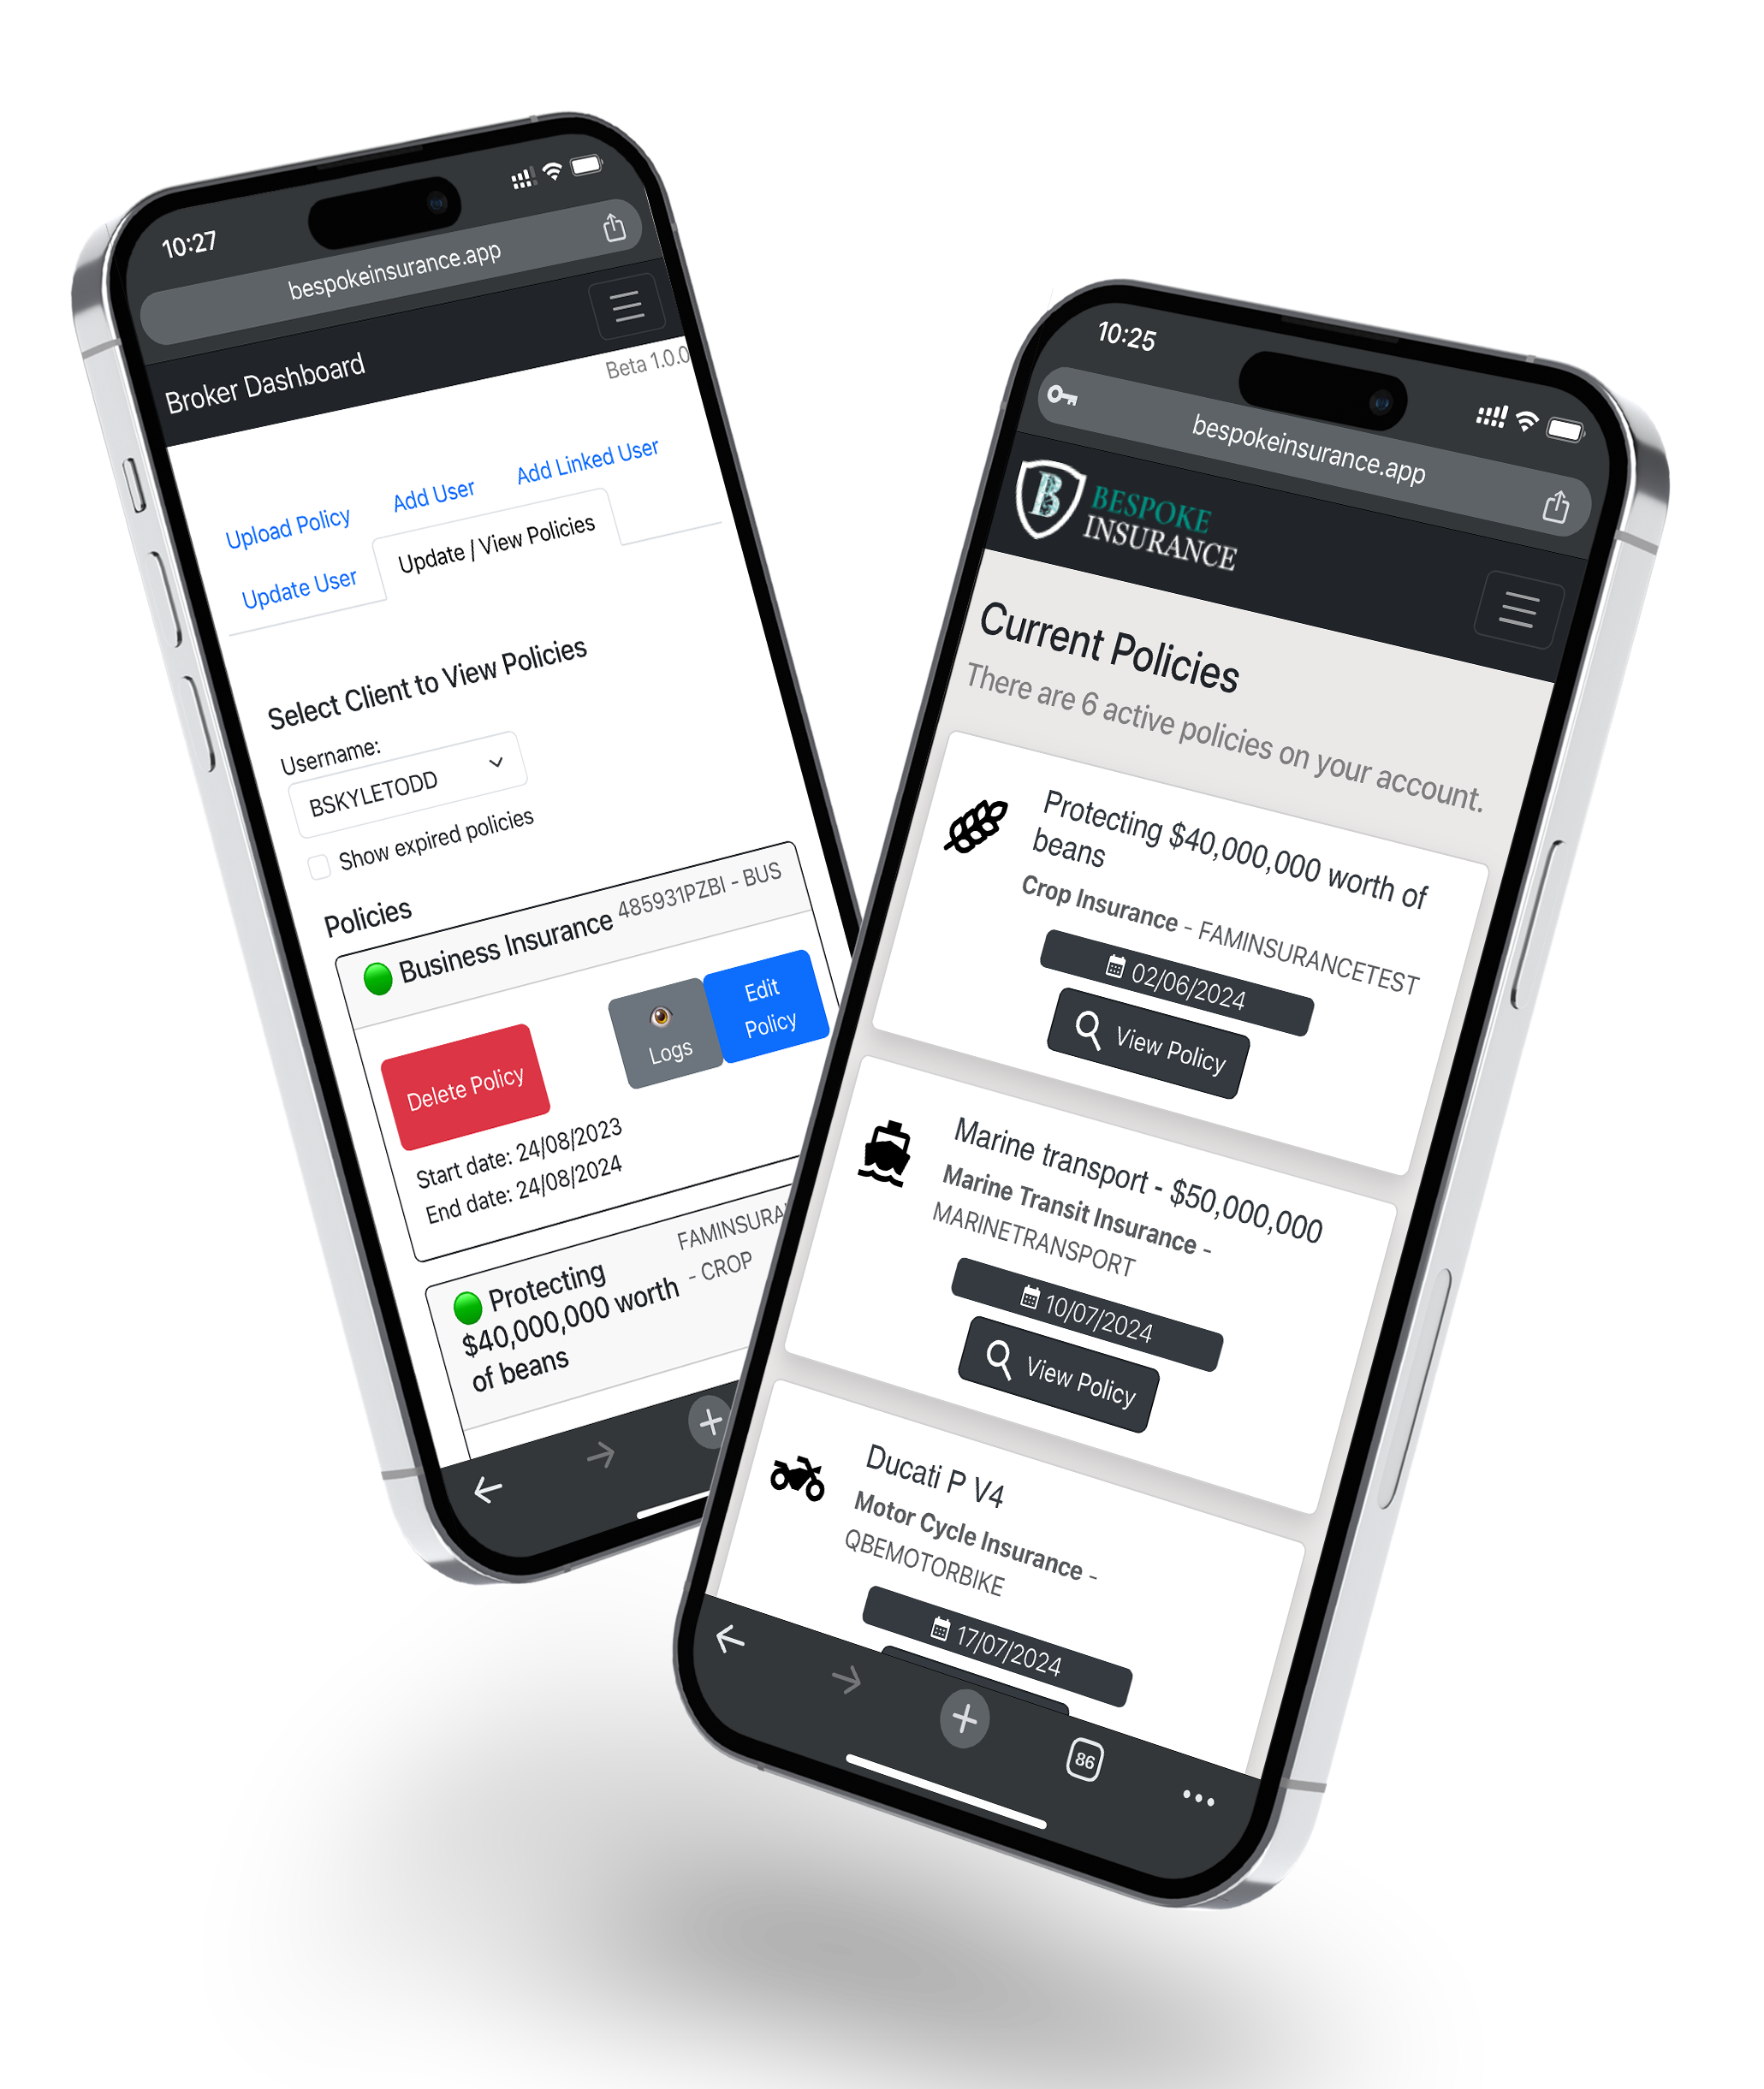 10:27
bespokeinsurance.app
Broker Dashboard
Beta 1.0.0
Upload Policy
Add User
Add Linked User
Update User
Update / View Policies
Select Client to View Policies
Username:
BSKYLETODD
Show expired policies
Policies
Business Insurance
485931PZBI - BUS
Delete Policy
Logs
Edit
Policy
Start date: 24/08/2023
End date: 24/08/2024
Protecting
$40,000,000 worth
of beans
- CROP
10:25
bespokeinsurance.app
B
BESPOKE
INSURANCE
Current Policies
There are 6 active policies on your account.
Protecting $40,000,000 worth of
beans
Crop Insurance - FAMINSURANCETEST
02/06/2024
View Policy
Marine transport - $50,000,000
Marine Transit Insurance -
MARINETRANSPORT
10/07/2024
View Policy
Ducati P V4
Motor Cycle Insurance -
QBEMOTORBIKE
17/07/2024
86